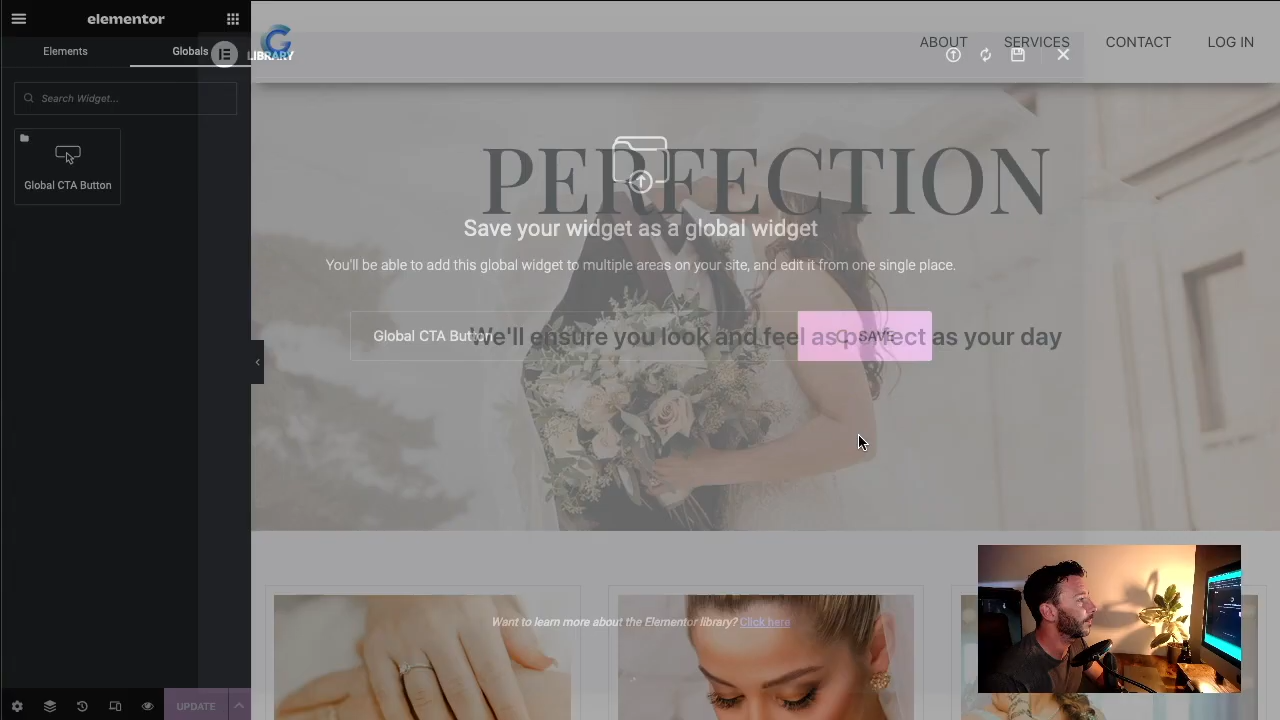 elementor
Elements
Globals
Search Widget...
Global CTA Button
UPDATE
LIBRARY
ABOUT
SERVICES
CONTACT
LOG IN
PERFECTION
Save your widget as a global widget
You'll be able to add this global widget to multiple areas on your site, and edit it from one single place.
Global CTA Button
SAVE
We'll ensure you look and feel as perfect as your day
Want to learn more about the Elementor library? Click here